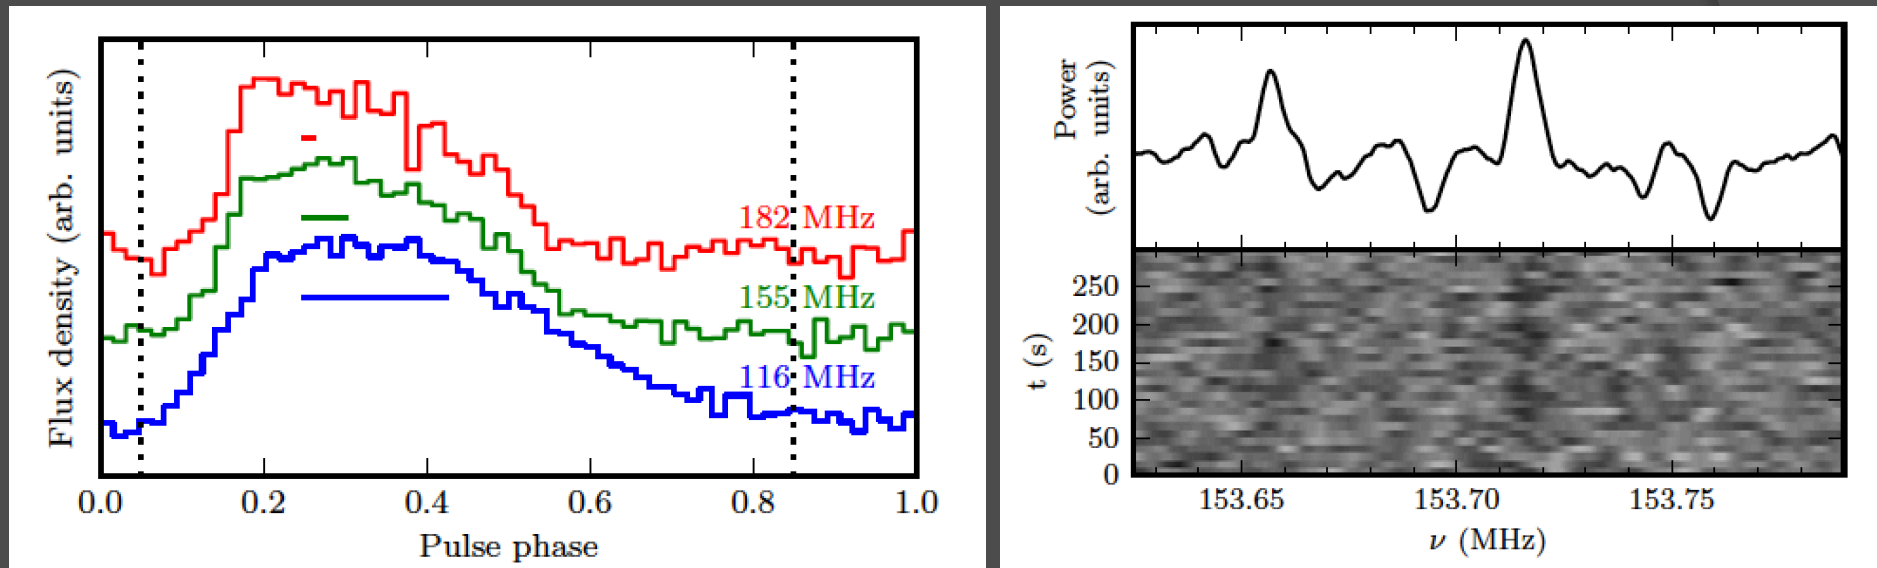 Flux density (arb. units)
182 MHz
155 MHz
116 MHz
0.0 0.2 0.4 0.6 0.8 1.0
Pulse phase
Power
(arb. units)
t (s)
250
200
150
100
50
0
153.65 153.70 153.75
ν (MHz)